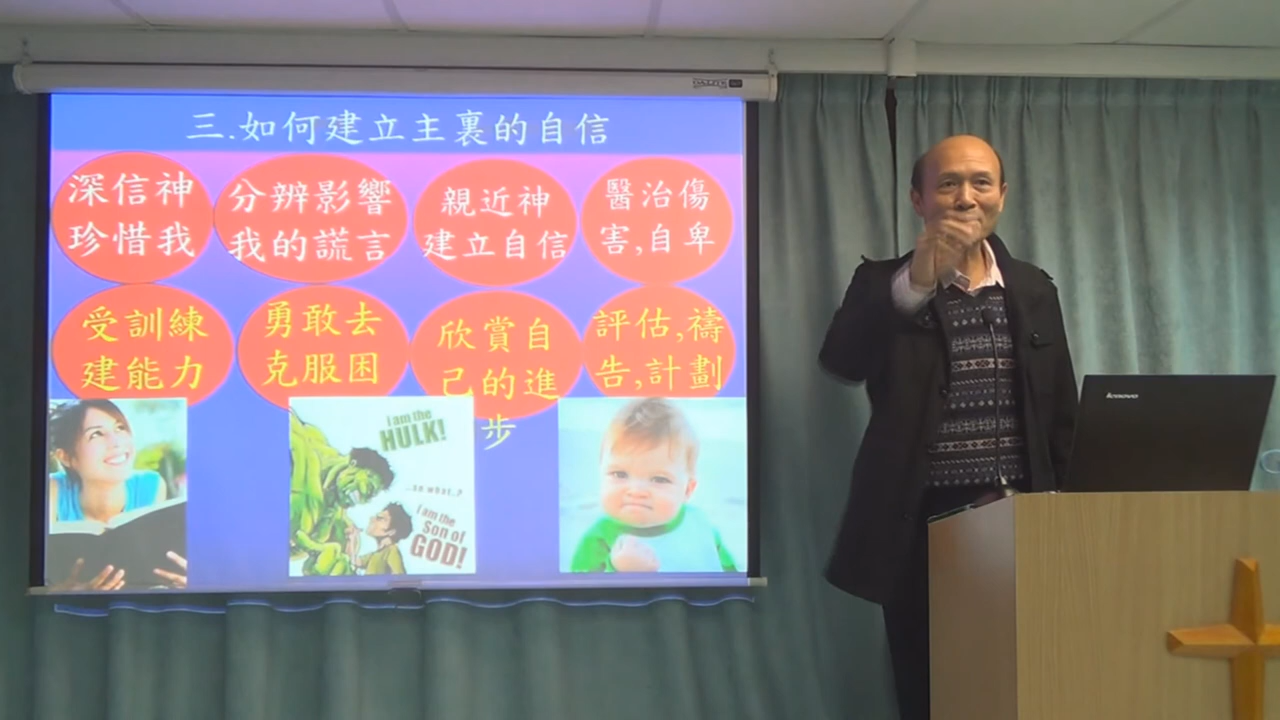 三.如何建立主裏的自信
深信神
珍惜我
分辨影響
我的謊言
親近神
建立自信
醫治傷
害,自卑
受訓練
建能力
勇敢去
克服困
欣賞自
己的進
步
評估,禱
告,計劃
i am the
HULK!
...so what..?
i am the
Son of
GOD!
lenovo